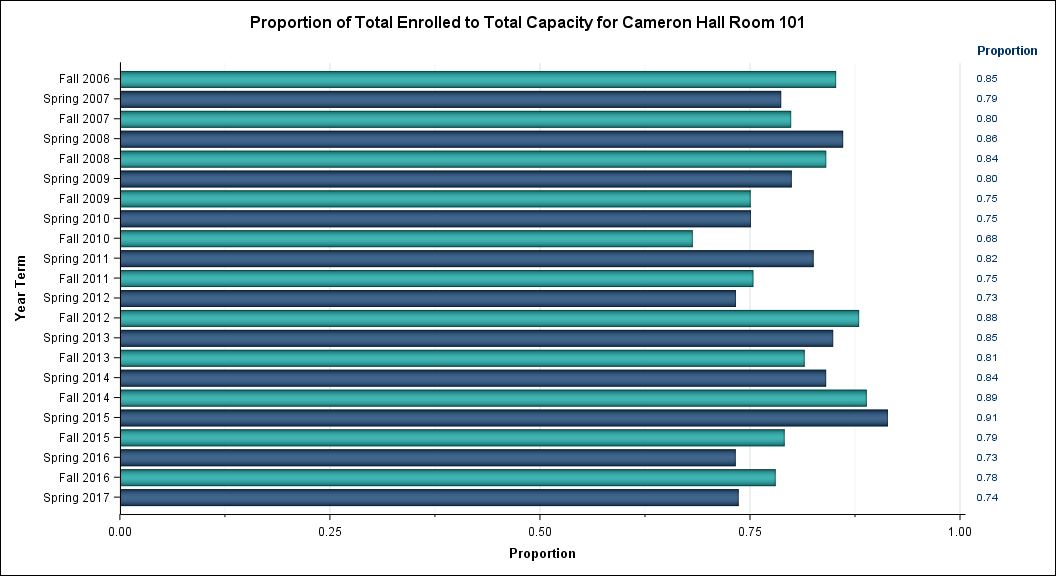 Proportion of Total Enrolled to Total Capacity for Cameron Hall Room 101
Proportion
Fall 2006 0.85
Spring 2007 0.79
Fall 2007 0.80
Spring 2008 0.86
Fall 2008 0.84
Spring 2009 0.80
Fall 2009 0.75
Spring 2010 0.75
Fall 2010 0.68
Spring 2011 0.82
Fall 2011 0.75
Spring 2012 0.73
Fall 2012 0.88
Spring 2013 0.85
Fall 2013 0.81
Spring 2014 0.84
Fall 2014 0.89
Spring 2015 0.91
Fall 2015 0.79
Spring 2016 0.73
Fall 2016 0.78
Spring 2017 0.74
Year Term
0.00 0.25 0.50 0.75 1.00
Proportion